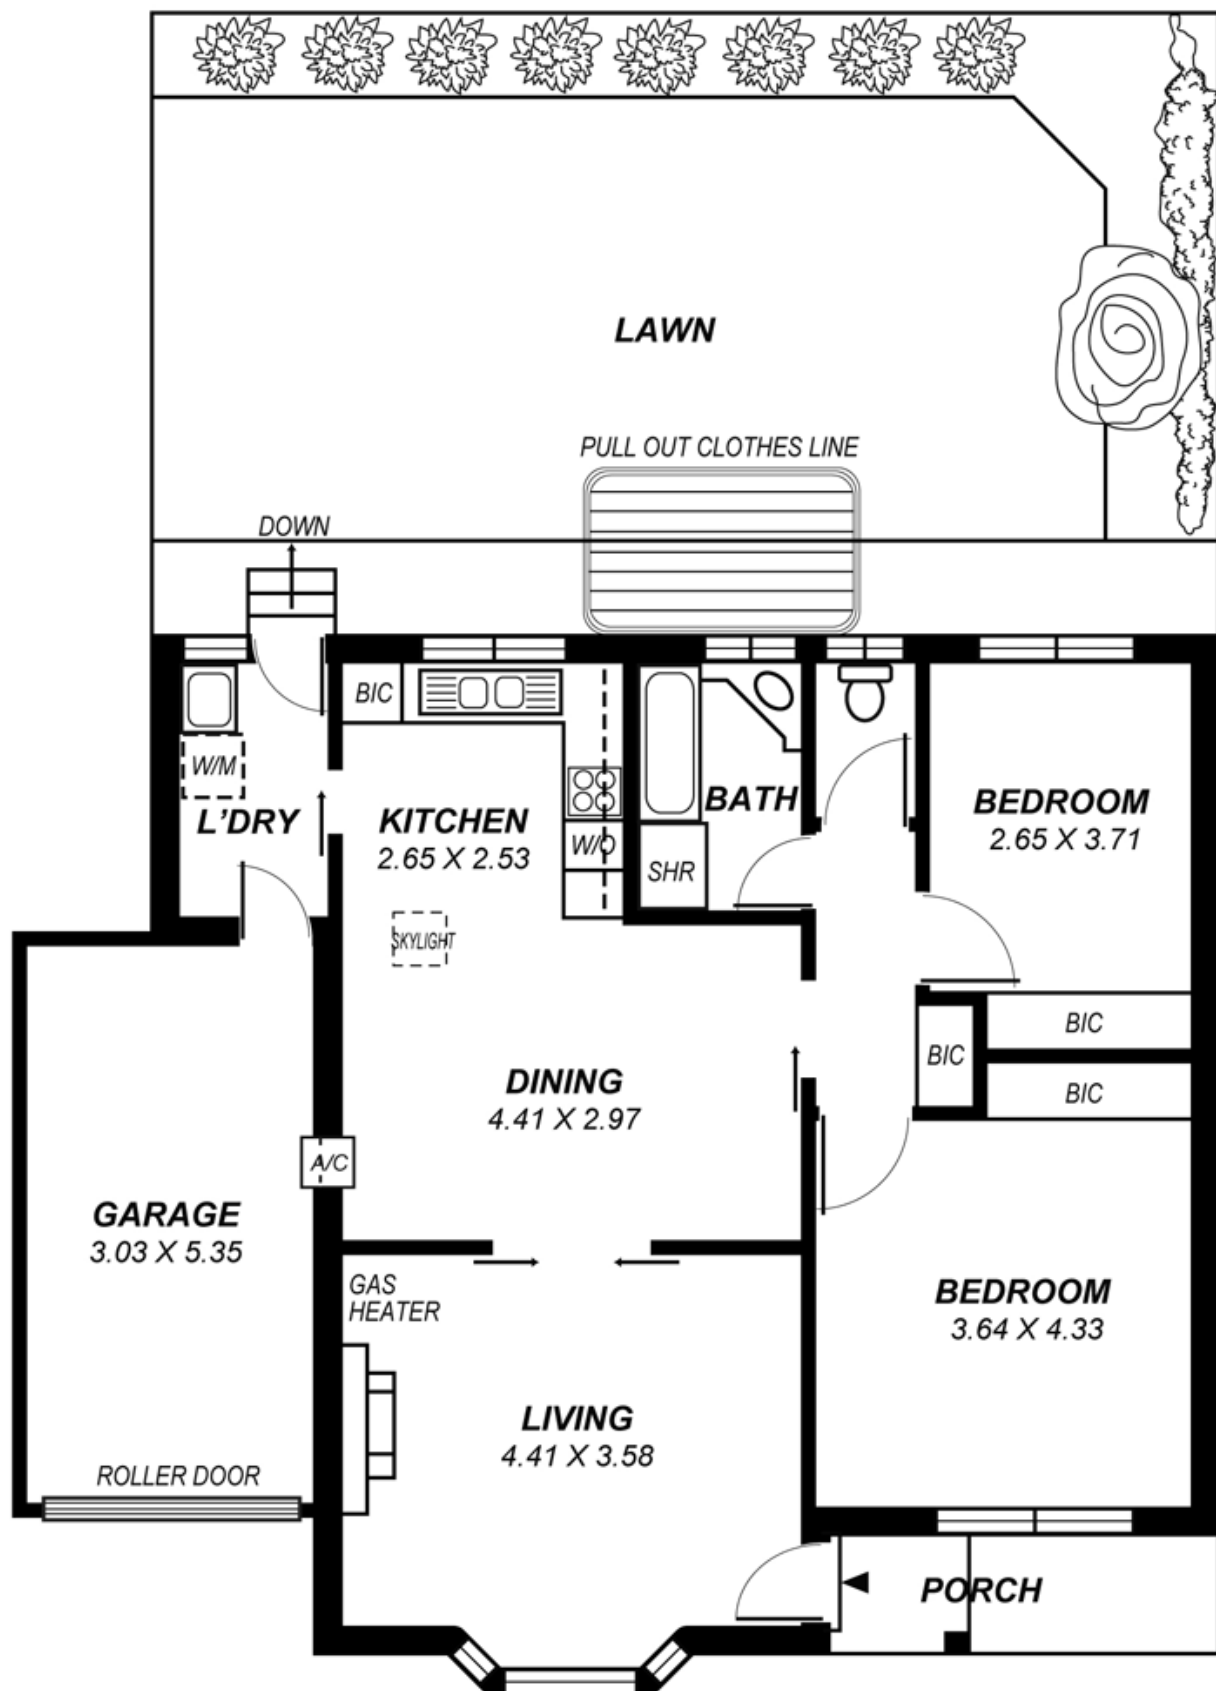 LAWN
PULL OUT CLOTHES LINE
DOWN
BIC
W/M
L'DRY
KITCHEN
2.65 X 2.53
W/O
SKYLIGHT
BATH
SHR
BEDROOM
2.65 X 3.71
BIC
BIC
BIC
DINING
4.41 X 2.97
A/C
GARAGE
3.03 X 5.35
ROLLER DOOR
GAS
HEATER
LIVING
4.41 X 3.58
BEDROOM
3.64 X 4.33
PORCH